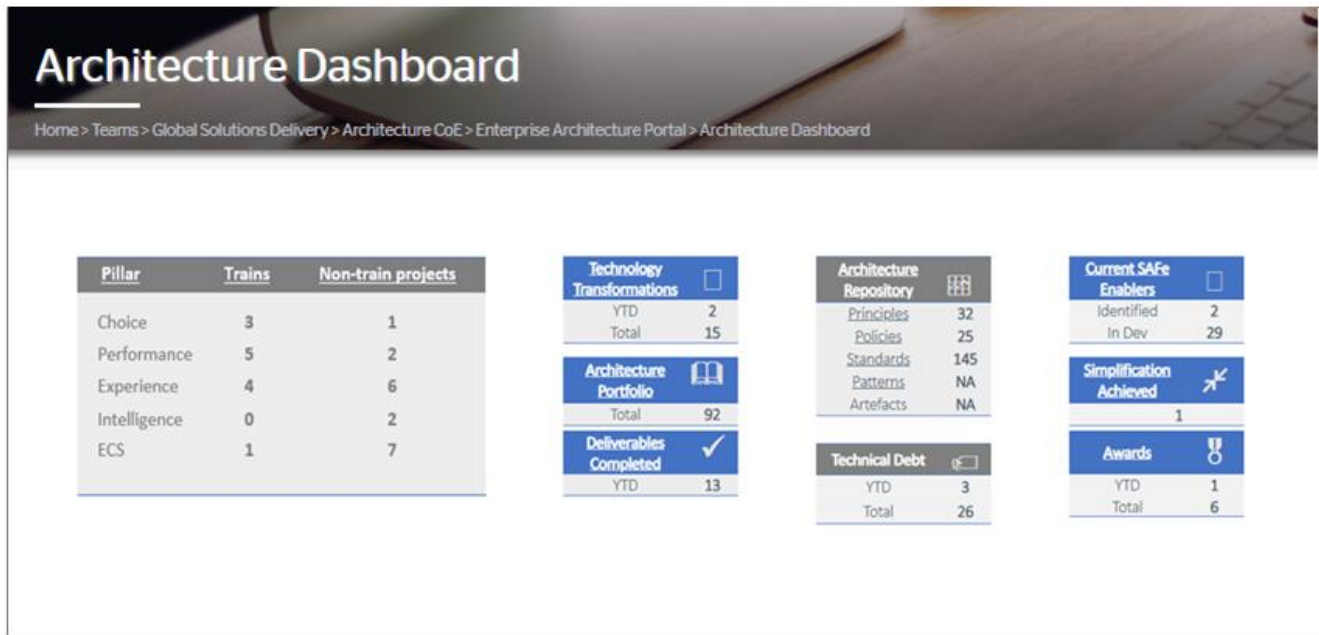 Architecture Dashboard
Home > Teams > Global Solutions Delivery > Architecture CoE > Enterprise Architecture Portal > Architecture Dashboard
Pillar Trains Non-train projects
Choice 3 1
Performance 5 2
Experience 4 6
Intelligence 0 2
ECS 1 7
Technology
Transformations
YTD 2
Total 15
Architecture
Portfolio
Total 92
Deliverables
Completed
YTD 13
Architecture
Repository
Principles 32
Policies 25
Standards 145
Patterns NA
Artefacts NA
Technical Debt
YTD 3
Total 26
Current SAFe
Enablers
Identified 2
In Dev 29
Simplification
Achieved
1
Awards
YTD 1
Total 6